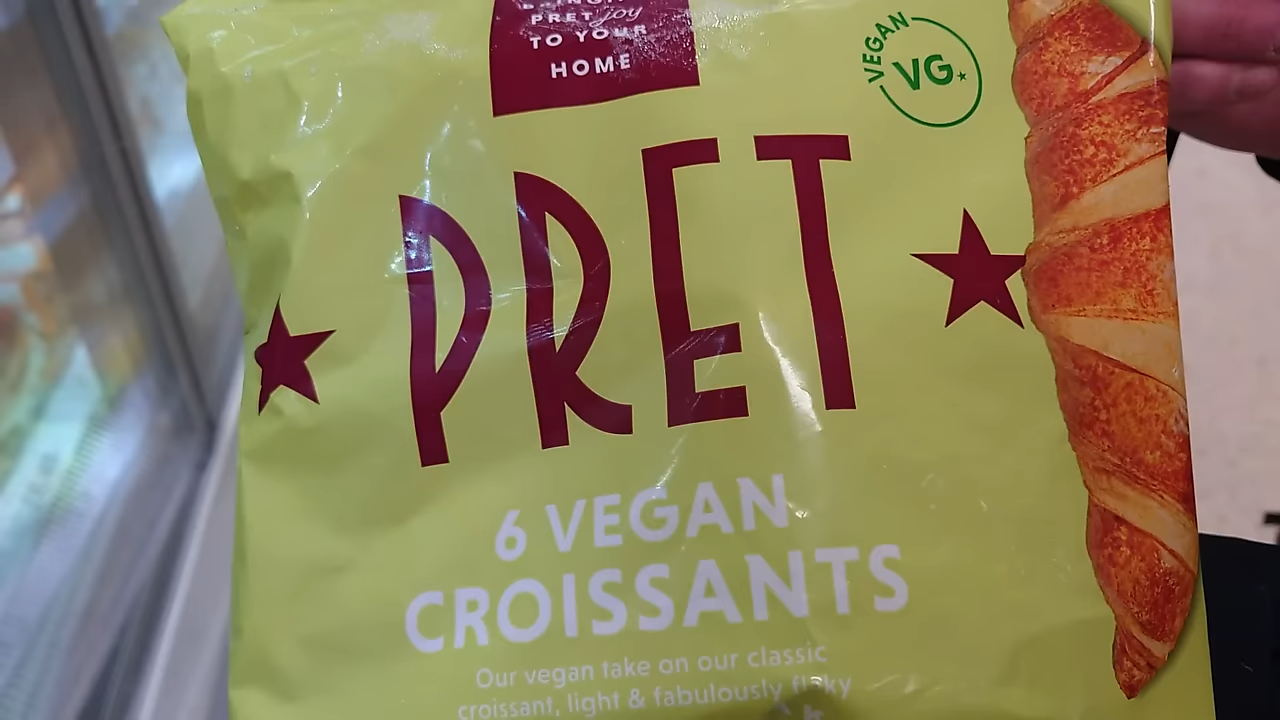 PRET joy
TO YOUR
HOME
VEGAN
VG
PRET
6 VEGAN
CROISSANTS
Our vegan take on our classic
croissant, light & fabulously flaky